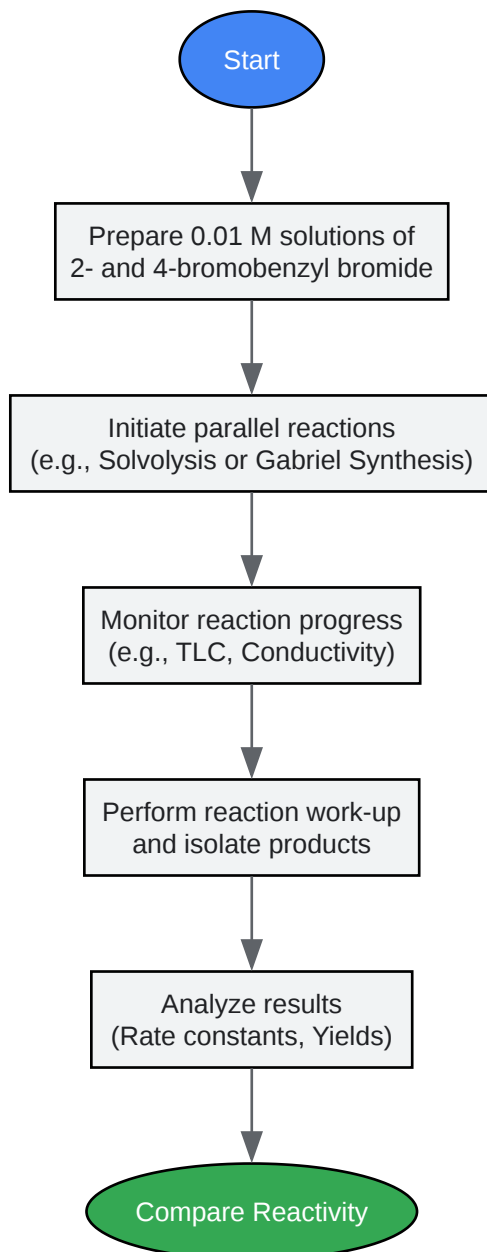 Start
Prepare 0.01 M solutions of
2- and 4-bromobenzyl bromide
Initiate parallel reactions
(e.g., Solvolysis or Gabriel Synthesis)
Monitor reaction progress
(e.g., TLC, Conductivity)
Perform reaction work-up
and isolate products
Analyze results
(Rate constants, Yields)
Compare Reactivity